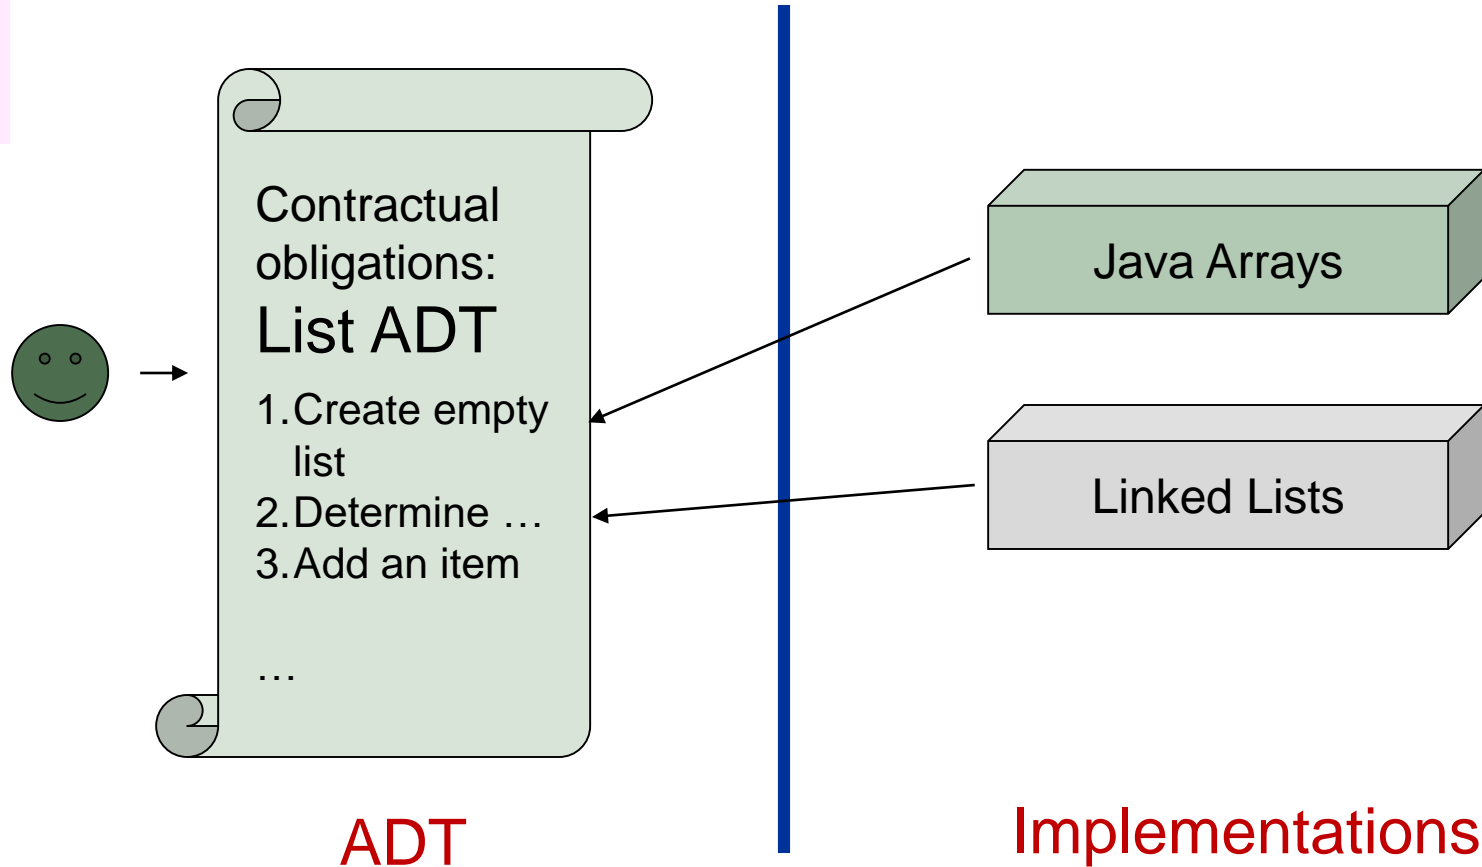 Contractual
obligations:
List ADT
1.Create empty
list
2.Determine …
3.Add an item
…
Java Arrays
Linked Lists
ADT
Implementations